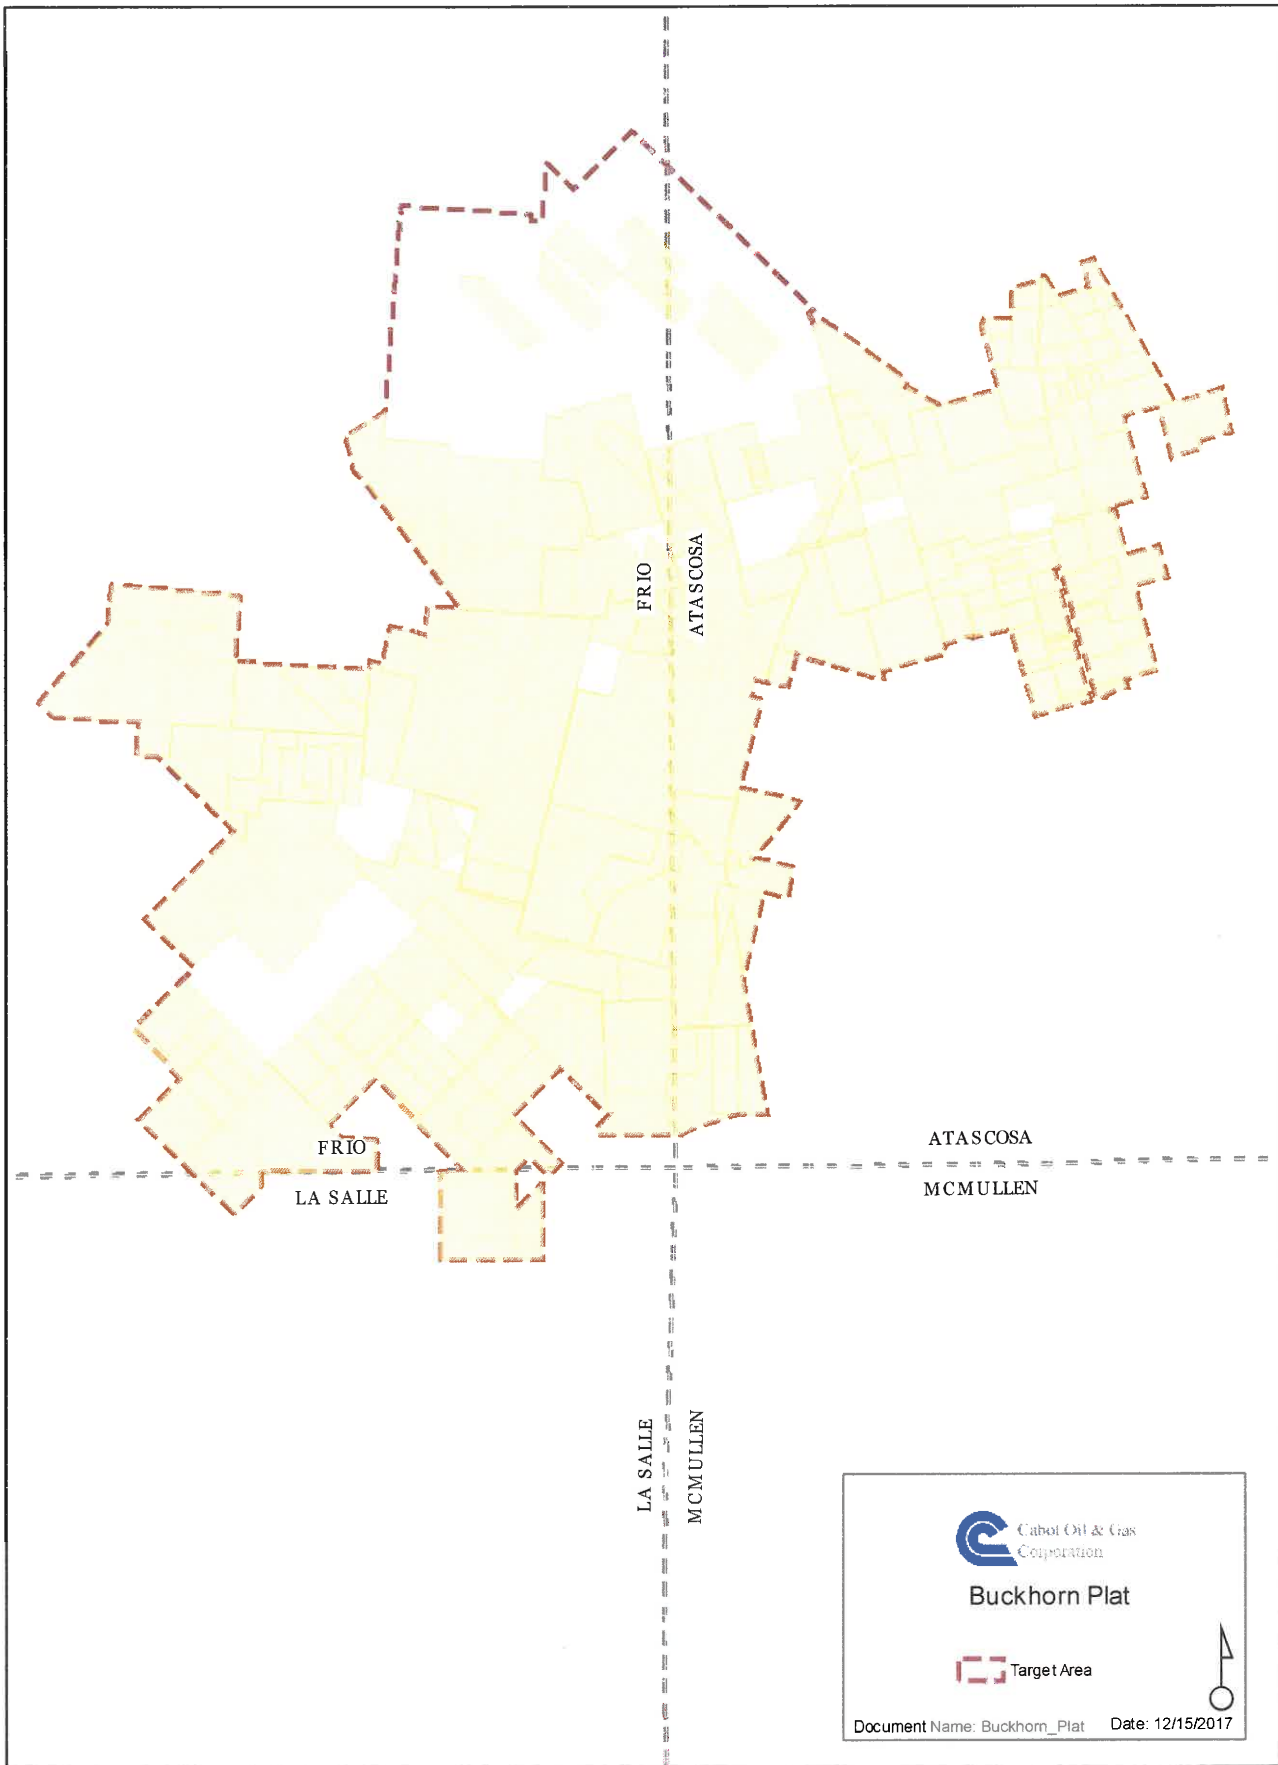 FRIO
ATASCOSA
FRIO
LA SALLE
ATASCOSA
MCMULLEN
LA SALLE
MCMULLEN
Cabot Oil & Gas
Corporation
Buckhorn Plat
Target Area
Document Name: Buckhorn_Plat Date: 12/15/2017